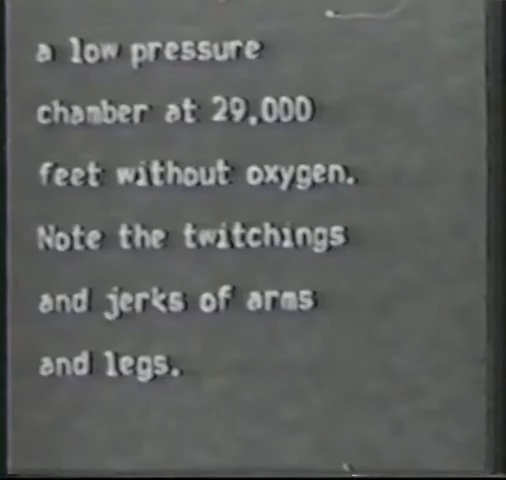 a low pressure
chamber at 29,000
feet without oxygen.
Note the twitchings
and jerks of arms
and legs.